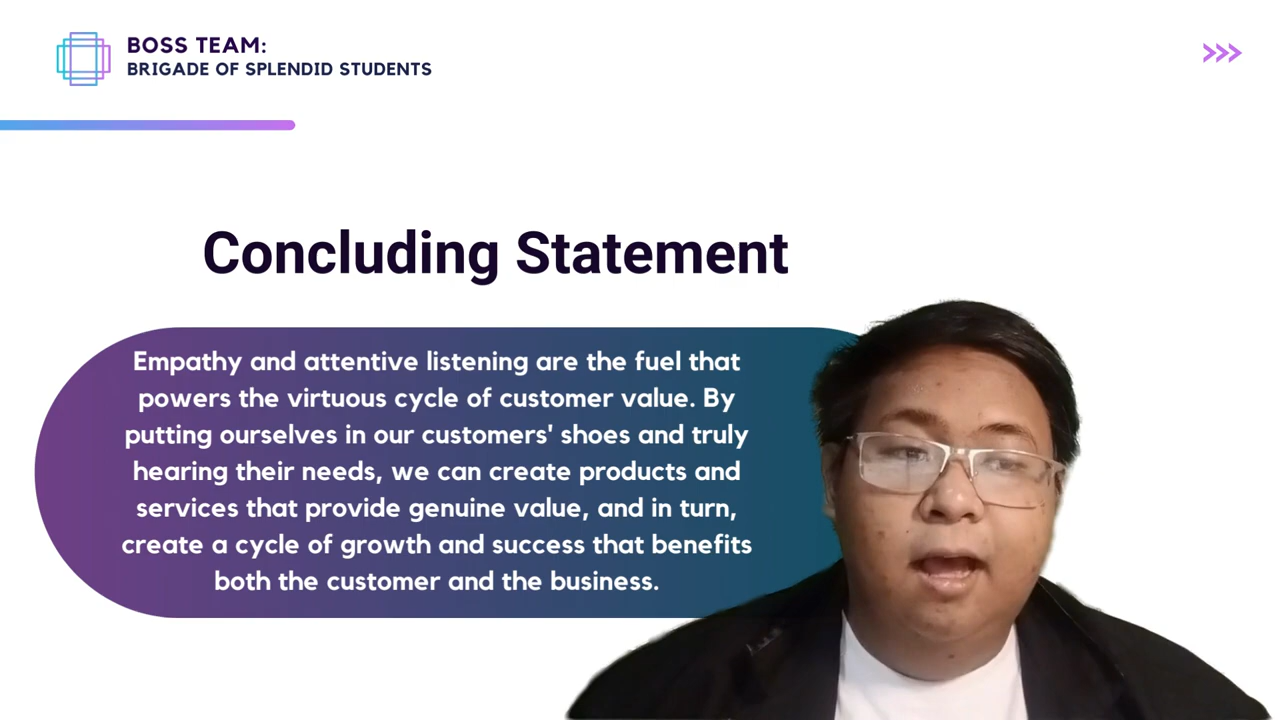 BOSS TEAM:
BRIGADE OF SPLENDID STUDENTS
Concluding Statement
Empathy and attentive listening are the fuel that
powers the virtuous cycle of customer value. By
putting ourselves in our customers' shoes and truly
hearing their needs, we can create products and
services that provide genuine value, and in turn,
create a cycle of growth and success that benefits
both the customer and the business.